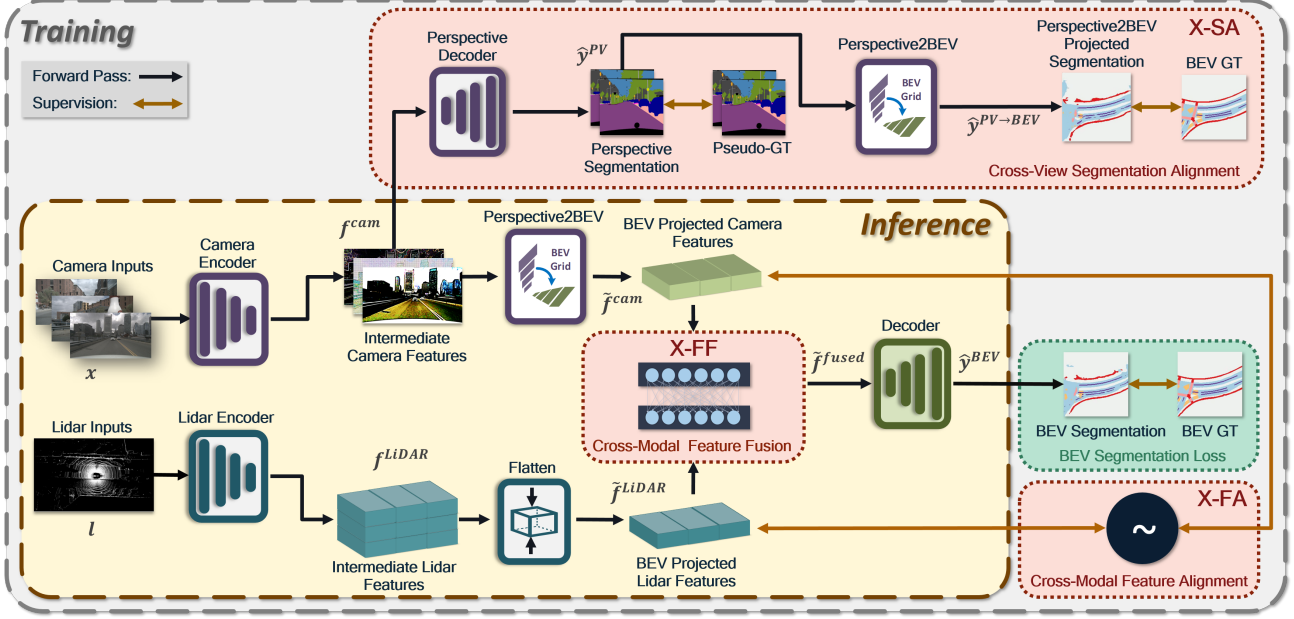 Training
Forward Pass:
Supervision:
Perspective
Decoder
ŷ^PV
Perspective
Segmentation
Pseudo-GT
Perspective2BEV
BEV
Grid
ŷ^PV→BEV
Perspective2BEV
Projected
Segmentation
X-SA
BEV GT
Cross-View Segmentation Alignment
Inference
Camera Inputs
x
Camera
Encoder
f^cam
Intermediate
Camera Features
Perspective2BEV
BEV
Grid
f̃^cam
BEV Projected Camera
Features
X-FF
Cross-Modal Feature Fusion
f̃^fused
Decoder
ŷ^BEV
BEV Segmentation
BEV GT
BEV Segmentation Loss
Lidar Inputs
l
Lidar Encoder
f^LiDAR
Intermediate Lidar
Features
Flatten
f̃^LiDAR
BEV Projected
Lidar Features
X-FA
~
Cross-Modal Feature Alignment